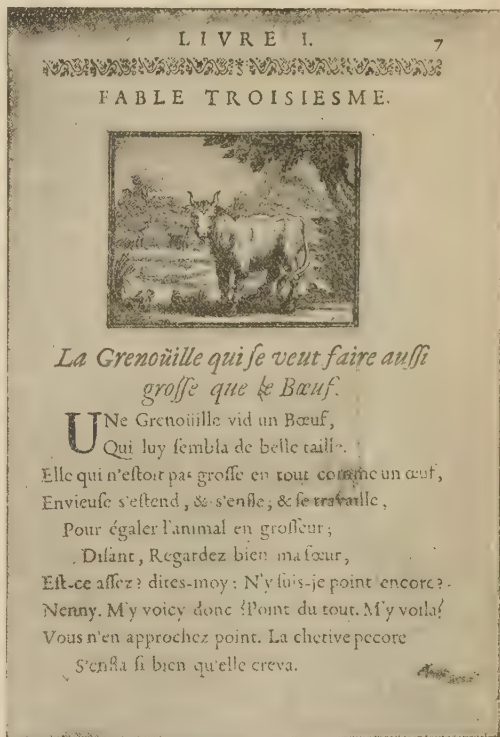 LIVRE I. 7
FABLE TROISIESME.
La Grenoüille qui ſe veut faire auſſi
groſſe que le Bœuf.
UNe Grenoüille vid un Bœuf,
Qui luy ſembla de belle taille.
Elle qui n'eſtoit pas groſſe en tout comme un œuf,
Envieuſe s'eſtend, & s'enfle, & ſe travaille,
Pour égaler l'animal en groſſeur;
Diſant, Regardez bien ma ſœur,
Eſt-ce aſſez? dites-moy: N'y ſuis-je point encore?
Nenny. M'y voicy donc? Point du tout. M'y voila?
Vous n'en approchez point. La chetive pecore
S'enfla ſi bien qu'elle creva.